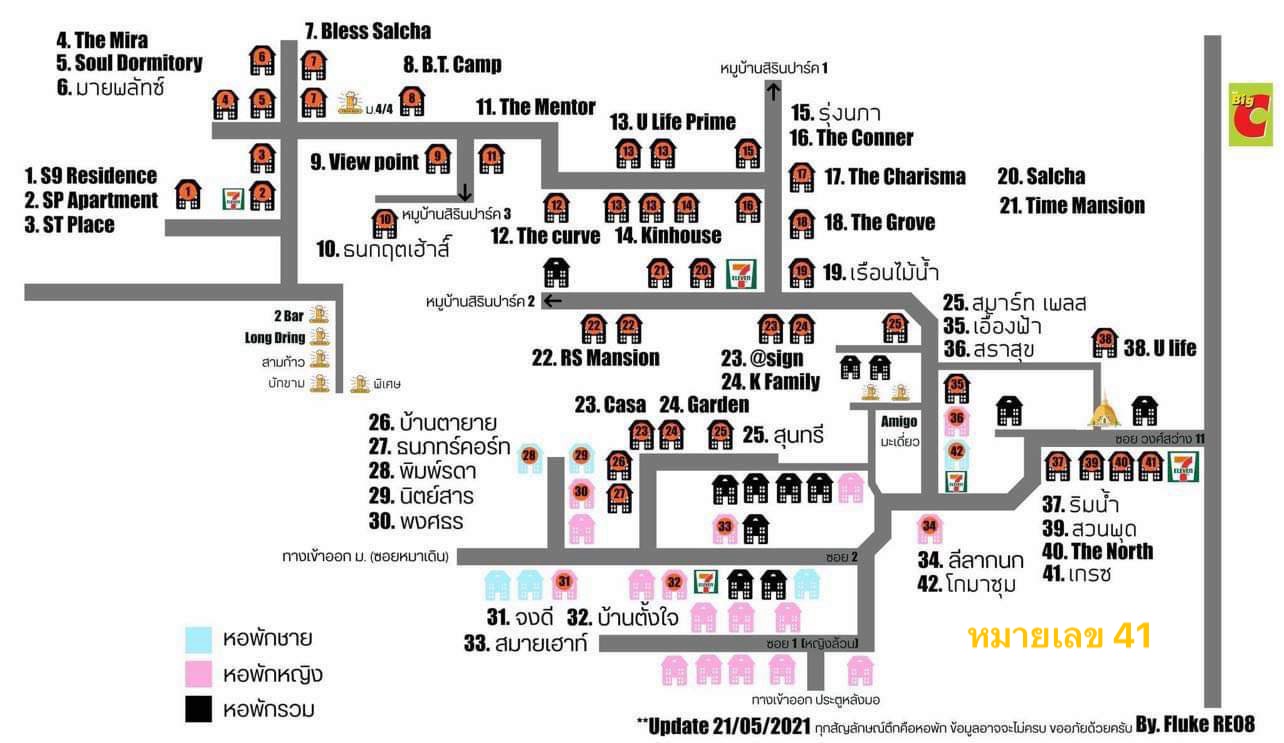 7. Bless Salcha
4. The Mira
5. Soul Dormitory
6. มายพลัทซ์
8. B.T. Camp
ม.4/4
11. The Mentor
หมู่บ้านสิรินปาร์ค 1
13. U Life Prime
15. รุ่งนภา
16. The Conner
Big C
9. View point
1. S9 Residence
2. SP Apartment
3. ST Place
17. The Charisma
20. Salcha
21. Time Mansion
หมู่บ้านสิรินปาร์ค 3
18. The Grove
10. ธนกฤตเฮ้าส์
12. The curve
14. Kinhouse
19. เรือนไม้น้ำ
หมู่บ้านสิรินปาร์ค 2
2 Bar
Long Dring
สามก๊าว
บักขาม
พิเศษ
22. RS Mansion
23. @sign
24. K Family
25. สมาร์ท เพลส
35. เอื้องฟ้า
36. สราสุข
38. U life
23. Casa
24. Garden
25. สุนทรี
Amigo
มะเดี่ยว
26. บ้านตายาย
27. ธนภทร์คอร์ท
28. พิมพ์รดา
29. นิตย์สาร
30. พงศธร
ซอย วงศ์สว่าง 11
37. ริมน้ำ
39. สวนพุด
40. The North
41. เกรซ
34. ลีลากนก
42. โกมาซุม
ทางเข้าออก ม. (ซอยหมาเดิน)
ซอย 2
31. จงดี
32. บ้านตั้งใจ
33. สมายเฮาท์
ซอย 1 (หญิงล้วน)
หมายเลข 41
หอพักชาย
หอพักหญิง
หอพักรวม
ทางเข้าออก ประตูหลังมอ
**Update 21/05/2021 ทุกสัญลักษณ์ตึกคือหอพัก ข้อมูลอาจจะไม่ครบ ขออภัยด้วยครับ By. Fluke RE08